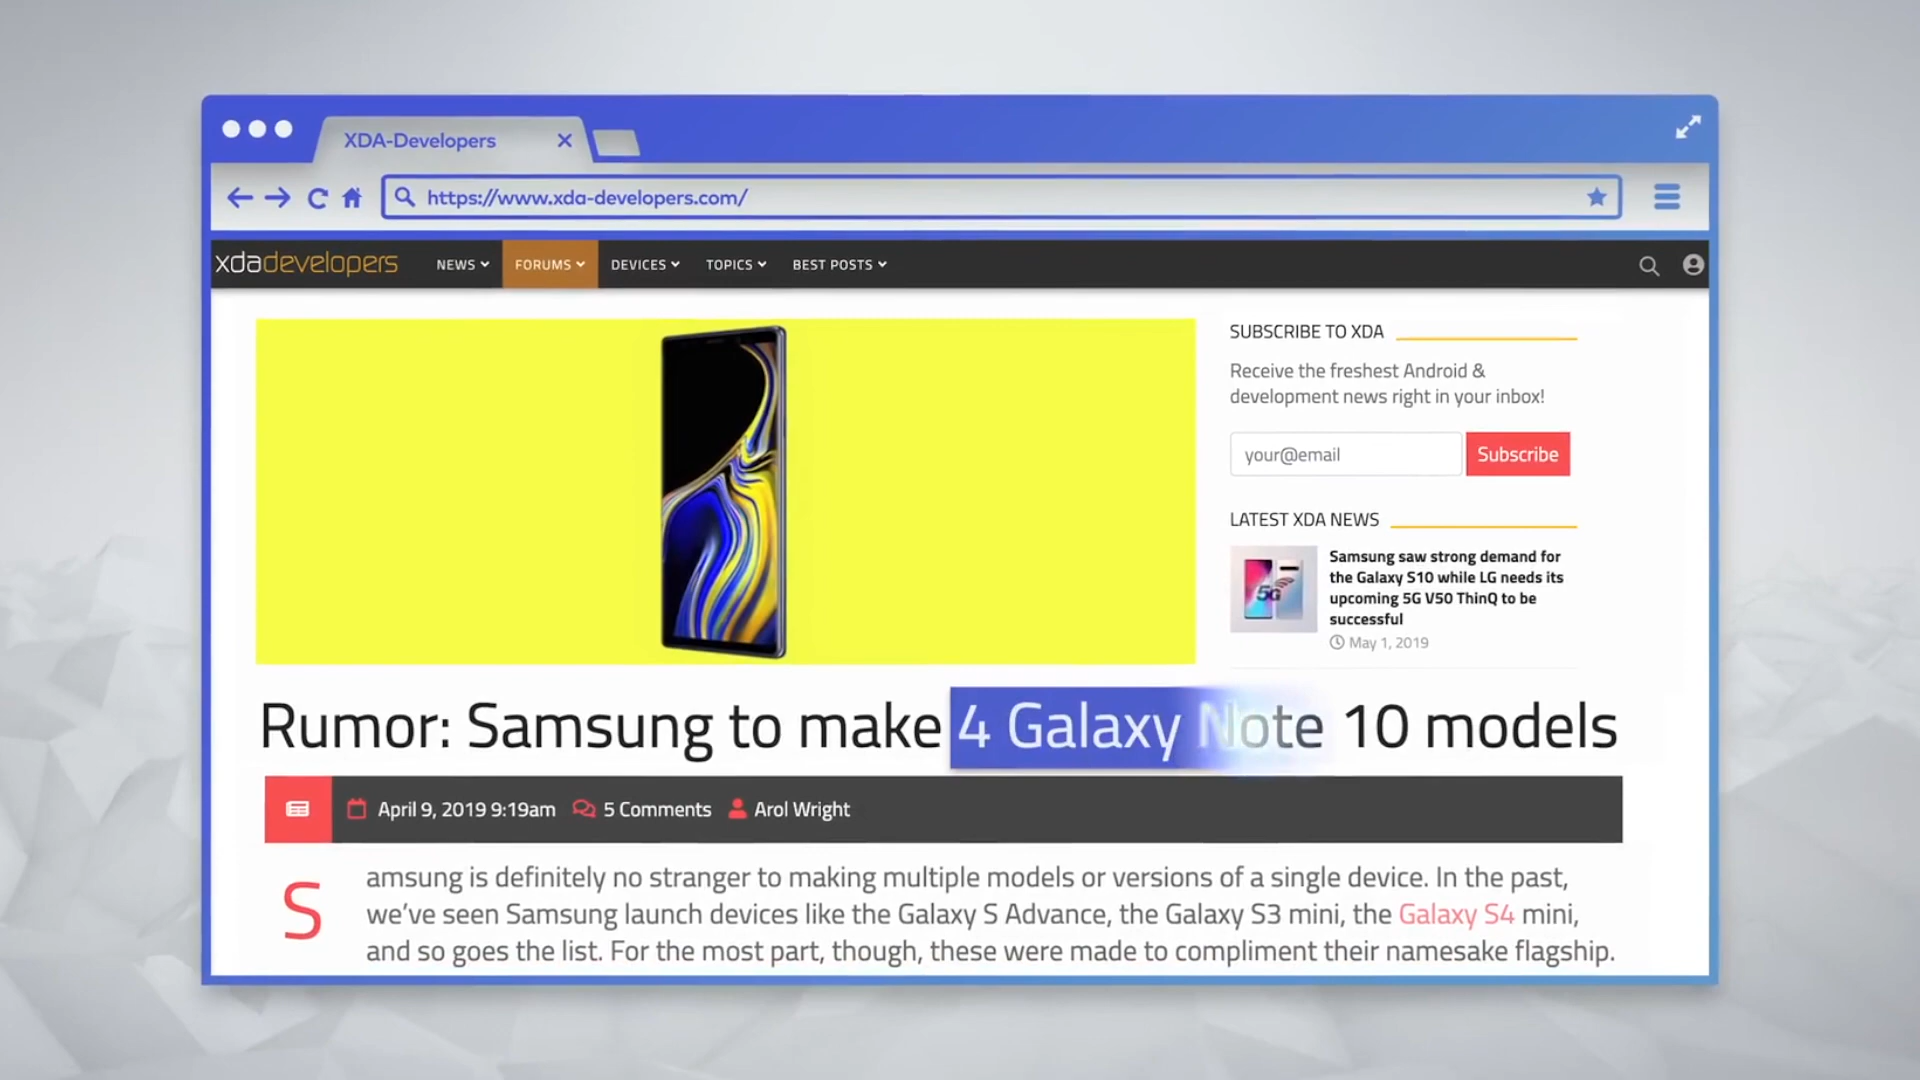 XDA-Developers
https://www.xda-developers.com/
xdadevelopers NEWS FORUMS DEVICES TOPICS BEST POSTS
SUBSCRIBE TO XDA
Receive the freshest Android &
development news right in your inbox!
your@email Subscribe
LATEST XDA NEWS
5G
Samsung saw strong demand for
the Galaxy S10 while LG needs its
upcoming 5G V50 ThinQ to be
successful
May 1, 2019
Rumor: Samsung to make 4 Galaxy Note 10 models
April 9, 2019 9:19am 5 Comments Arol Wright
Samsung is definitely no stranger to making multiple models or versions of a single device. In the past,
we've seen Samsung launch devices like the Galaxy S Advance, the Galaxy S3 mini, the Galaxy S4 mini,
and so goes the list. For the most part, though, these were made to compliment their namesake flagship.